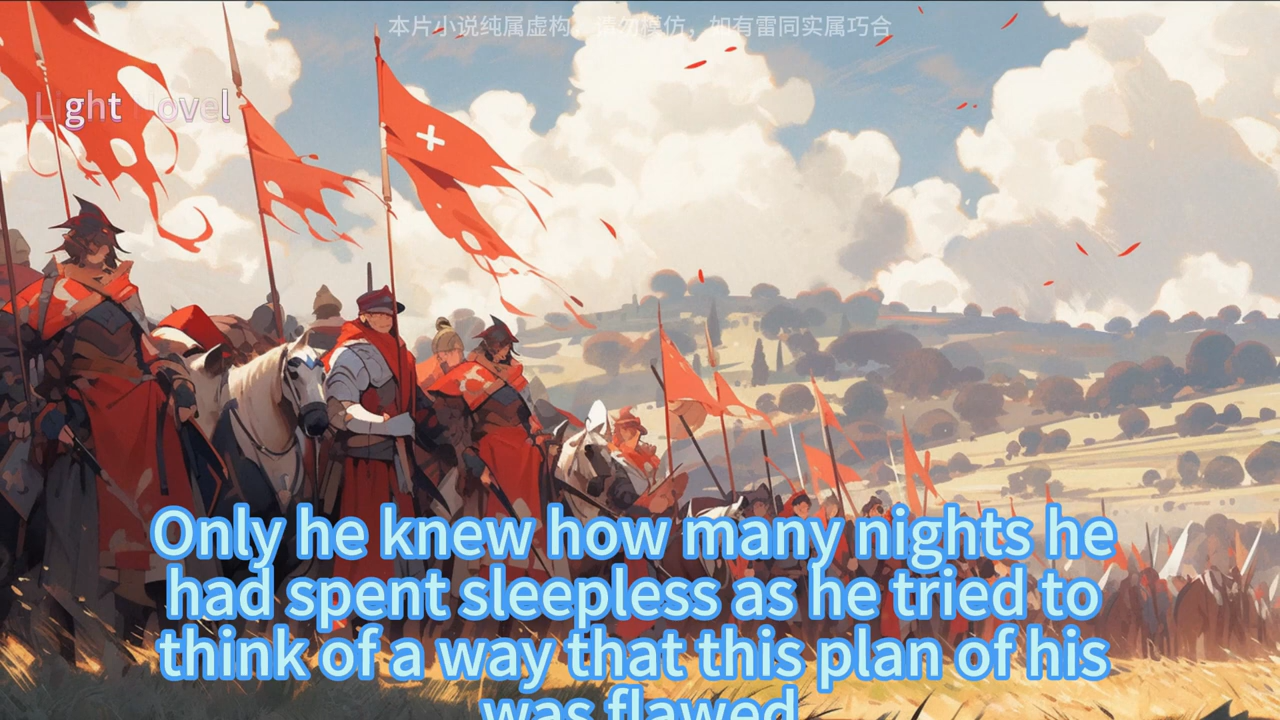 本片小说纯属虚构，请勿模仿，如有雷同实属巧合
Light Novel
Only he knew how many nights he
had spent sleepless as he tried to
think of a way that this plan of his
was flawed